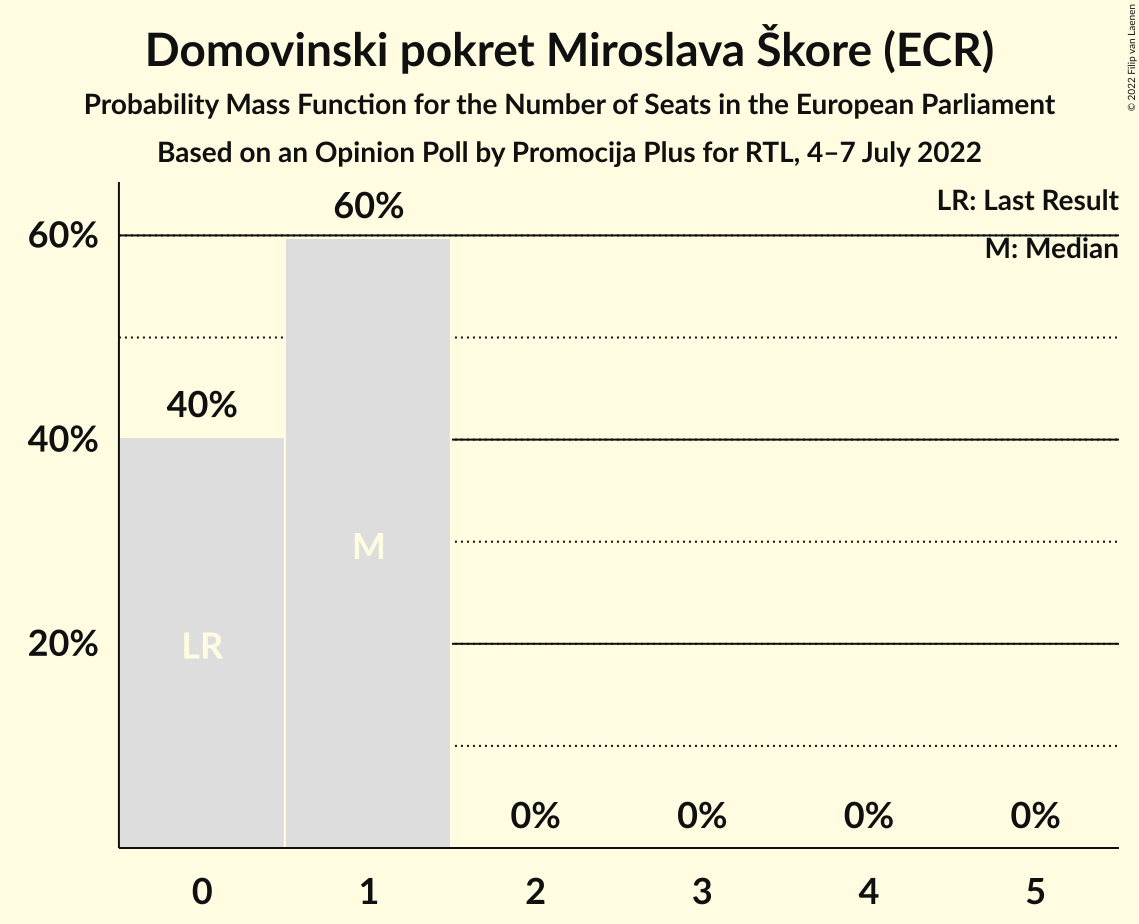 Domovinski pokret Miroslava Škore (ECR)
Probability Mass Function for the Number of Seats in the European Parliament
Based on an Opinion Poll by Promocija Plus for RTL, 4–7 July 2022
© 2022 Filip van Laenen
LR: Last Result
M: Median
60%
40%
20%
40%
60%
0%
0%
0%
0%
LR
M
0
1
2
3
4
5